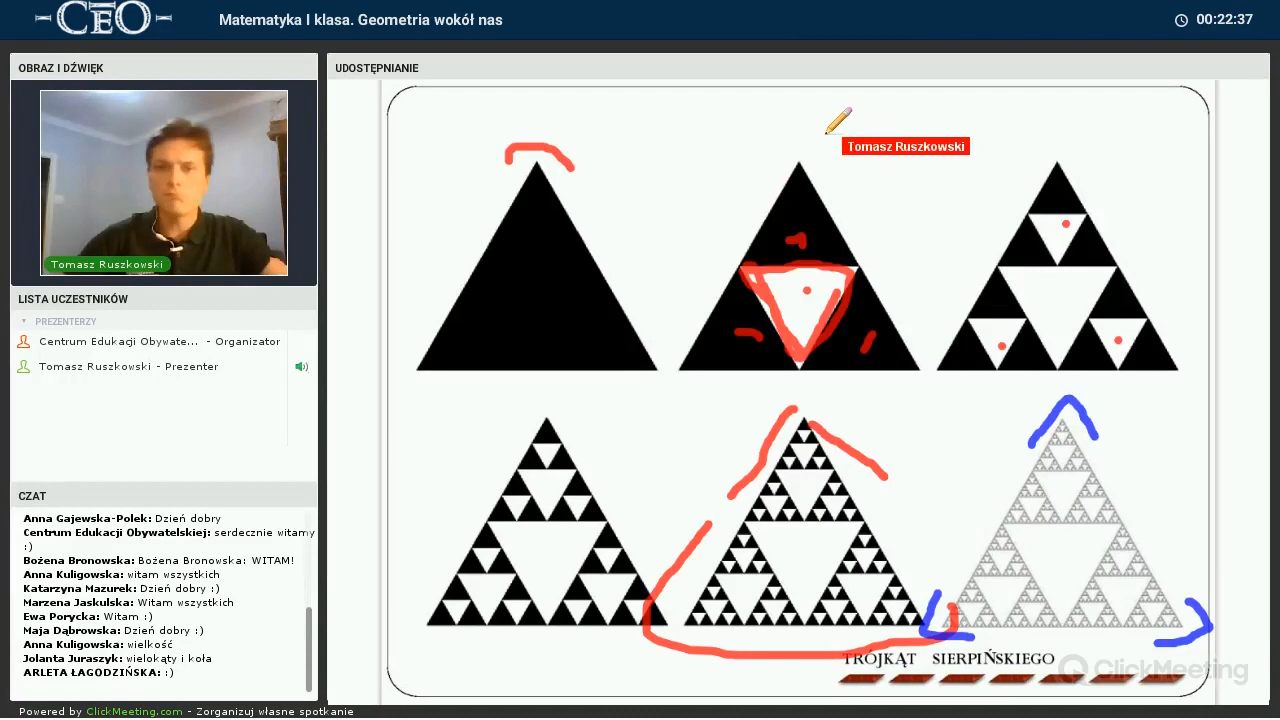 CEO
Matematyka I klasa. Geometria wokół nas
00:22:37
OBRAZ I DŹWIĘK
Tomasz Ruszkowski
LISTA UCZESTNIKÓW
PREZENTERZY
Centrum Edukacji Obywate... - Organizator
Tomasz Ruszkowski - Prezenter
CZAT
Anna Gajewska-Polek: Dzień dobry
Centrum Edukacji Obywatelskiej: serdecznie witamy
:)
Bożena Bronowska: Bożena Bronowska: WITAM!
Anna Kuligowska: witam wszystkich
Katarzyna Mazurek: Dzień dobry :)
Marzena Jaskulska: Witam wszystkich
Ewa Porycka: Witam :)
Maja Dąbrowska: Dzień dobry :)
Anna Kuligowska: wielkość
Jolanta Juraszyk: wielokąty i koła
ARLETA ŁAGODZIŃSKA: :)
UDOSTĘPNIANIE
Tomasz Ruszkowski
TRÓJKĄT SIERPIŃSKIEGO
ClickMeeting
Powered by ClickMeeting.com - Zorganizuj własne spotkanie